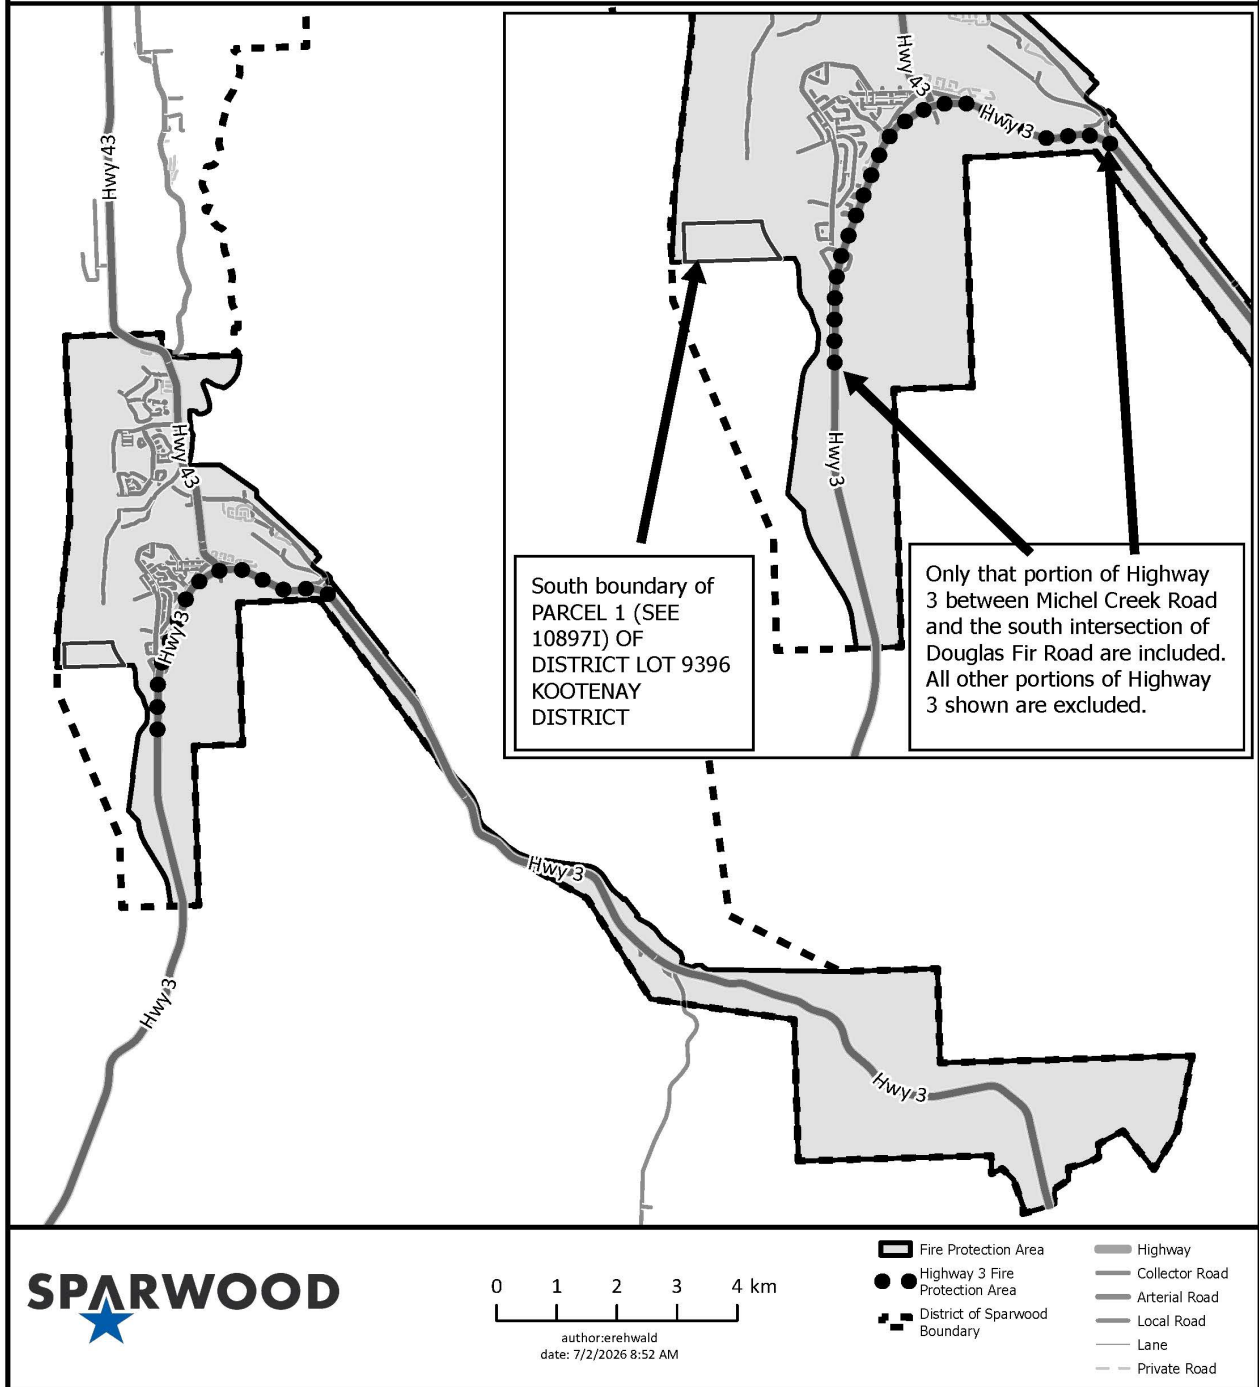 Hwy 43
Hwy 43
Hwy 3
Hwy 3
Hwy 3
Hwy 3
Hwy 43
Hwy 3
Hwy 3
South boundary of
PARCEL 1 (SEE
10897I) OF
DISTRICT LOT 9396
KOOTENAY
DISTRICT
Only that portion of Highway
3 between Michel Creek Road
and the south intersection of
Douglas Fir Road are included.
All other portions of Highway
3 shown are excluded.
SPARWOOD
0 1 2 3 4 km
author:erehwald
date: 7/2/2026 8:52 AM
Fire Protection Area
Highway 3 Fire
Protection Area
District of Sparwood
Boundary
Highway
Collector Road
Arterial Road
Local Road
Lane
Private Road